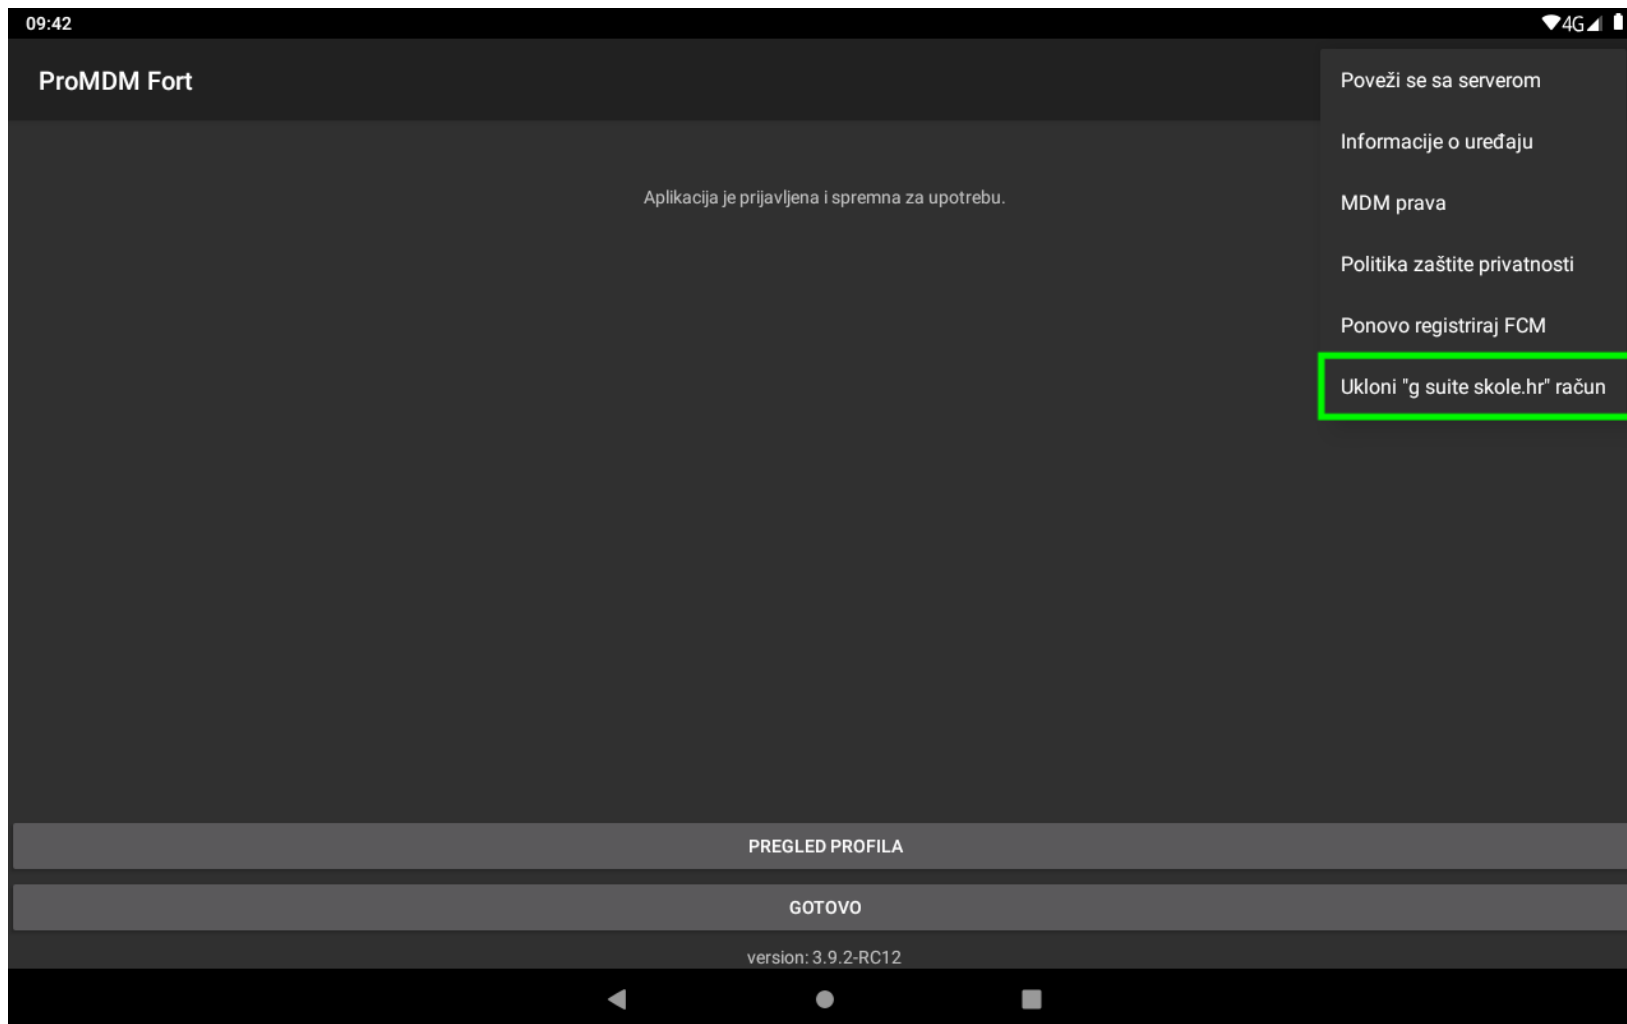 09:42
4G
ProMDM Fort
Poveži se sa serverom
Informacije o uređaju
Aplikacija je prijavljena i spremna za upotrebu.
MDM prava
Politika zaštite privatnosti
Ponovo registriraj FCM
Ukloni "g suite skole.hr" račun
PREGLED PROFILA
GOTOVO
version: 3.9.2-RC12